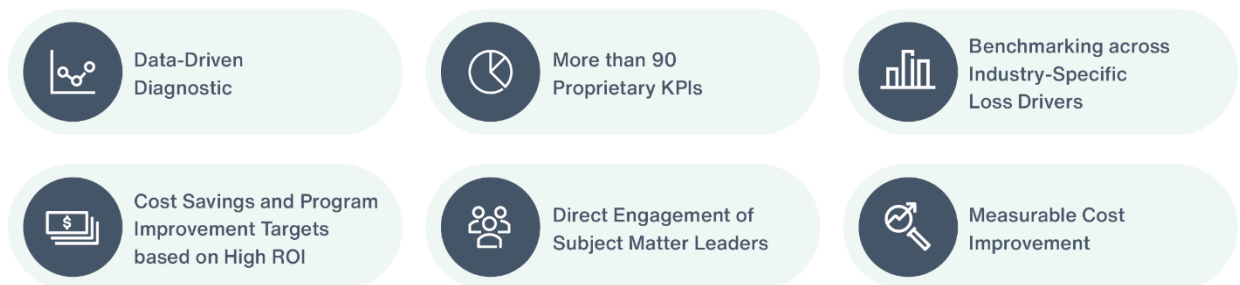 Data-Driven
Diagnostic
More than 90
Proprietary KPIs
Benchmarking across
Industry-Specific
Loss Drivers
$
Cost Savings and Program
Improvement Targets
based on High ROI
Direct Engagement of
Subject Matter Leaders
Measurable Cost
Improvement